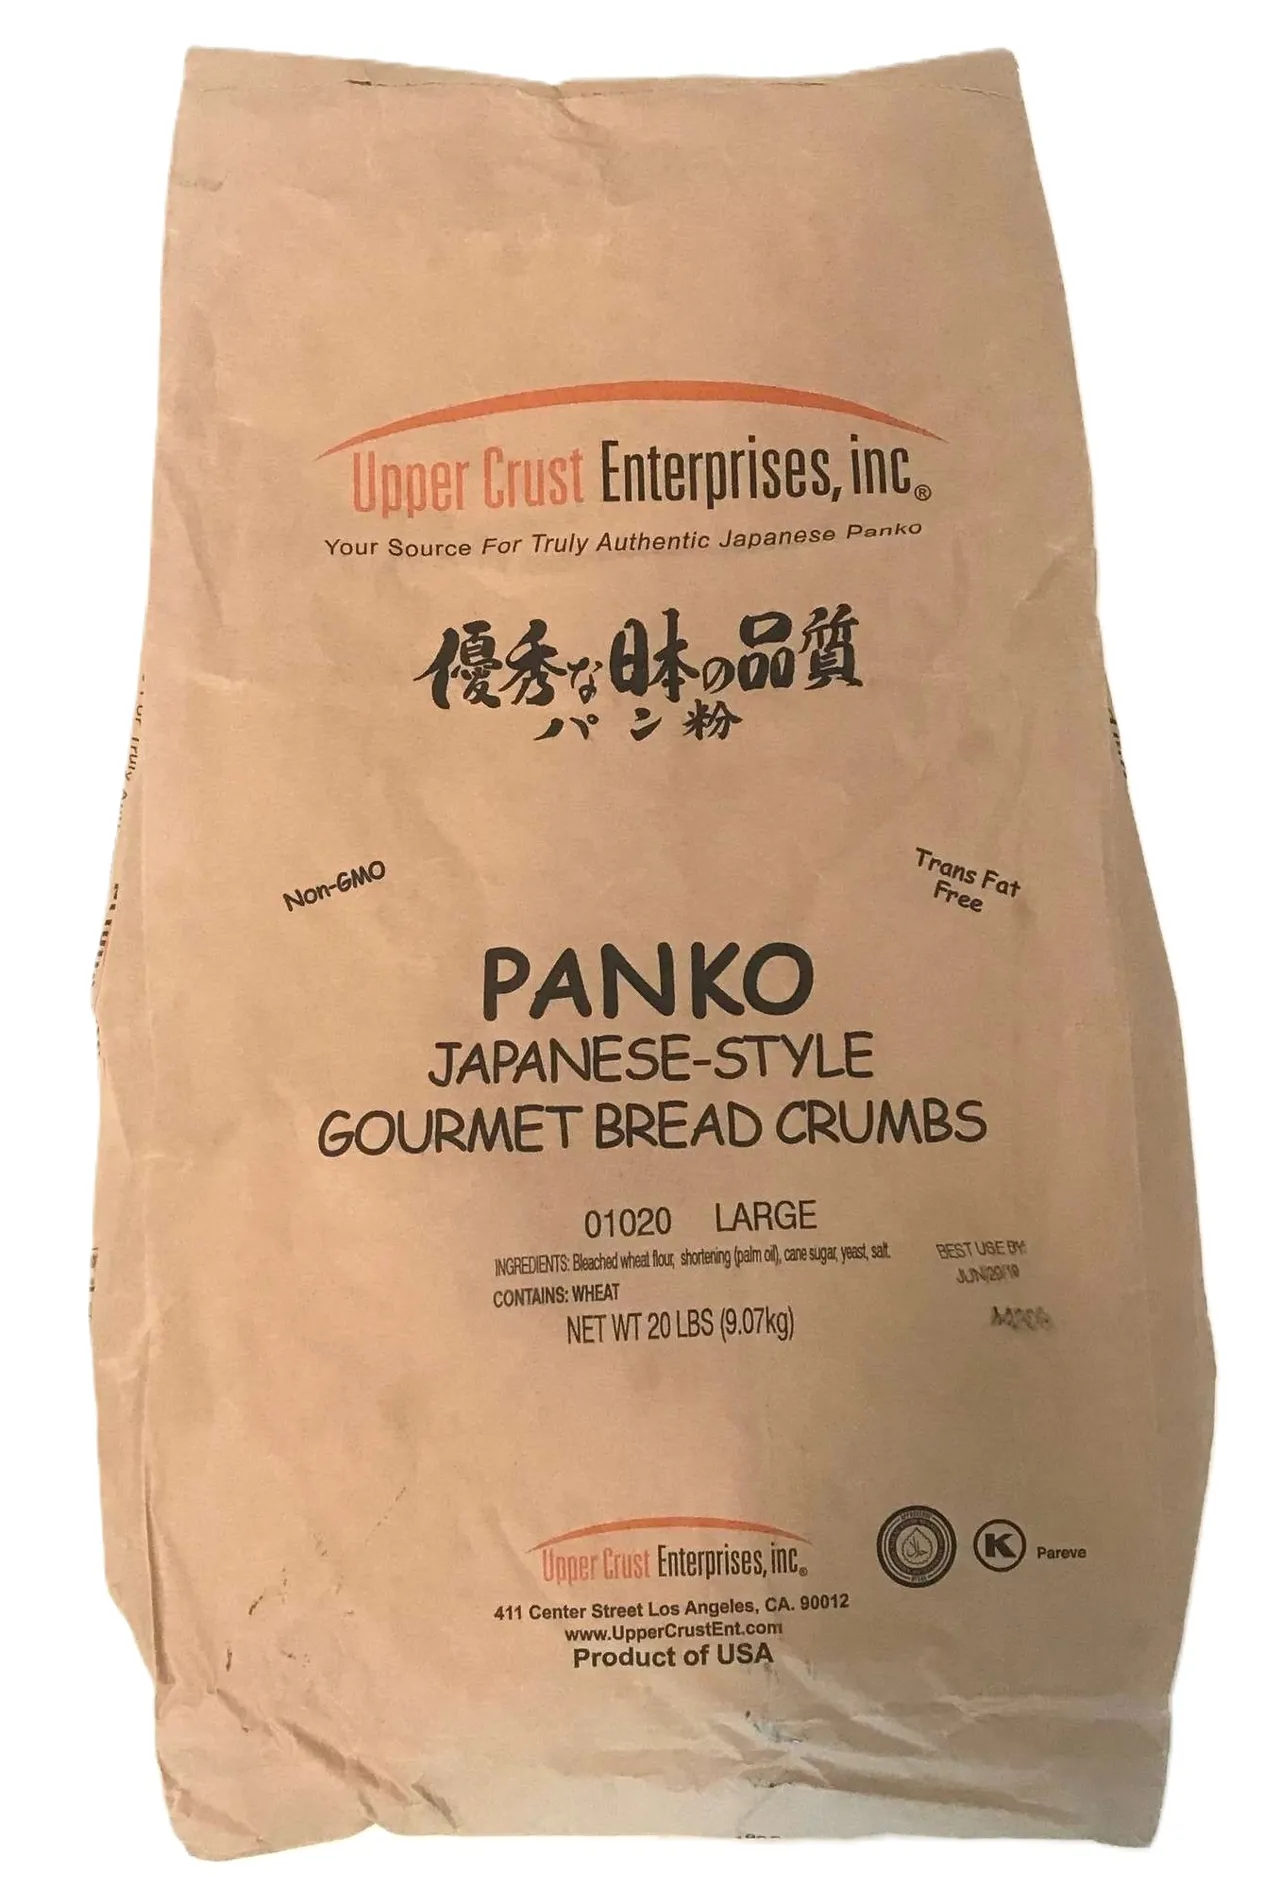 Upper Crust Enterprises, inc.®
Your Source For Truly Authentic Japanese Panko
優秀な日本の品質
パン粉
Non-GMO
Trans Fat
Free
PANKO
JAPANESE-STYLE
GOURMET BREAD CRUMBS
01020 LARGE
INGREDIENTS: Bleached wheat flour, shortening (palm oil), cane sugar, yeast, salt.
CONTAINS: WHEAT
NET WT 20 LBS (9.07kg)
BEST USE BY:
Upper Crust Enterprises, inc.®
411 Center Street Los Angeles, CA. 90012
www.UpperCrustEnt.com
Product of USA
K
Pareve